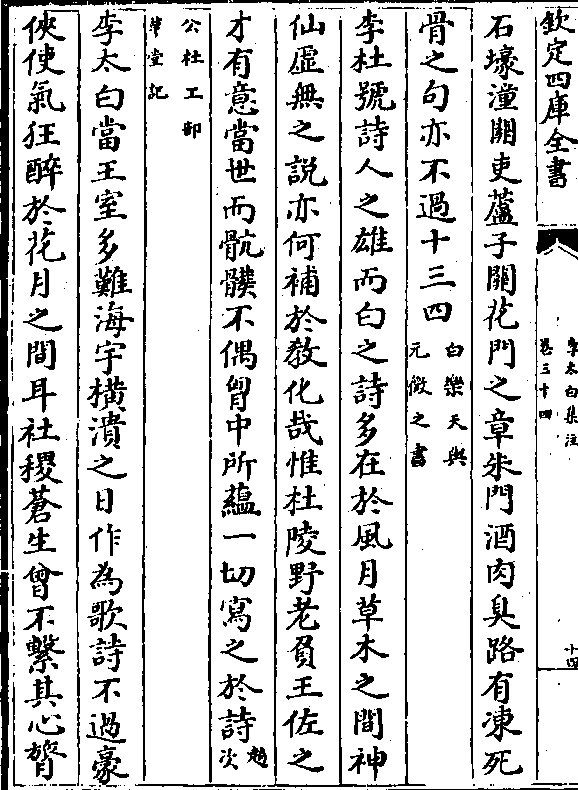 欽定四庫全書
李太白集注
卷三十四
十四
石壕潼關吏蘆子關花門之章朱門酒肉臭路有凍死
骨之句亦不過十三四
白樂天與
元微之書
李杜號詩人之雄而白之詩多在於風月草木之間神
仙虛無之說亦何補於教化哉惟杜陵野老負王佐之
才有意當世而骯髒不偶胷中所蘊一切寫之於詩
趙次
公杜工部
草堂記
李太白當王室多難海宇橫潰之日作為歌詩不過豪
俠使氣狂醉於花月之間耳社稷蒼生曾不繫其心膂